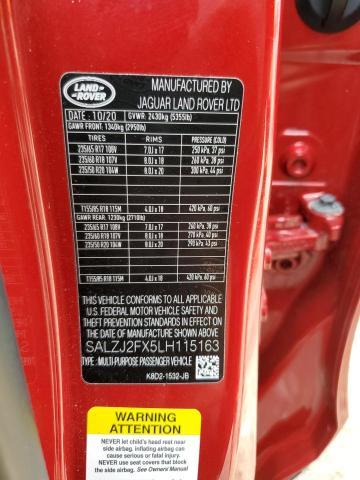 LAND
ROVER
MANUFACTURED BY
JAGUAR LAND ROVER LTD
DATE : 10/20 GVWR: 2430kg (5355lb)
GAWR FRONT: 1340kg (2950lb)
TIRES RIMS PRESSURE (COLD)
235/65 R17 108V 7.0J x 17 250 kPa, 37 psi
235/60 R18 107V 8.0J x 18 260 kPa, 38 psi
235/50 R20 104W 8.0J x 20 300 kPa, 44 psi
T155/85 R18 115M 4.0J x 18 420 kPa, 60 psi
GAWR REAR: 1230kg (2710lb)
235/65 R17 108V 7.0J x 17 260 kPa, 38 psi
235/60 R18 107V 8.0J x 18 270 kPa, 40 psi
235/50 R20 104W 8.0J x 20 290 kPa, 43 psi
T155/85 R18 115M 4.0J x 18 420 kPa, 60 psi
THIS VEHICLE CONFORMS TO ALL APPLICABLE
U.S. FEDERAL MOTOR VEHICLE SAFETY
STANDARDS IN EFFECT ON THE DATE
OF MANUFACTURE SHOWN ABOVE
SALZJ2FX5LH115163
TYPE : MULTI-PURPOSE PASSENGER VEHICLE
K8D2-1532-JB
WARNING
NEVER let child's head rest near
side airbag, inflating airbag can
cause serious or fatal injury.
NEVER use seat covers that block
the side airbag. See Owners Manual